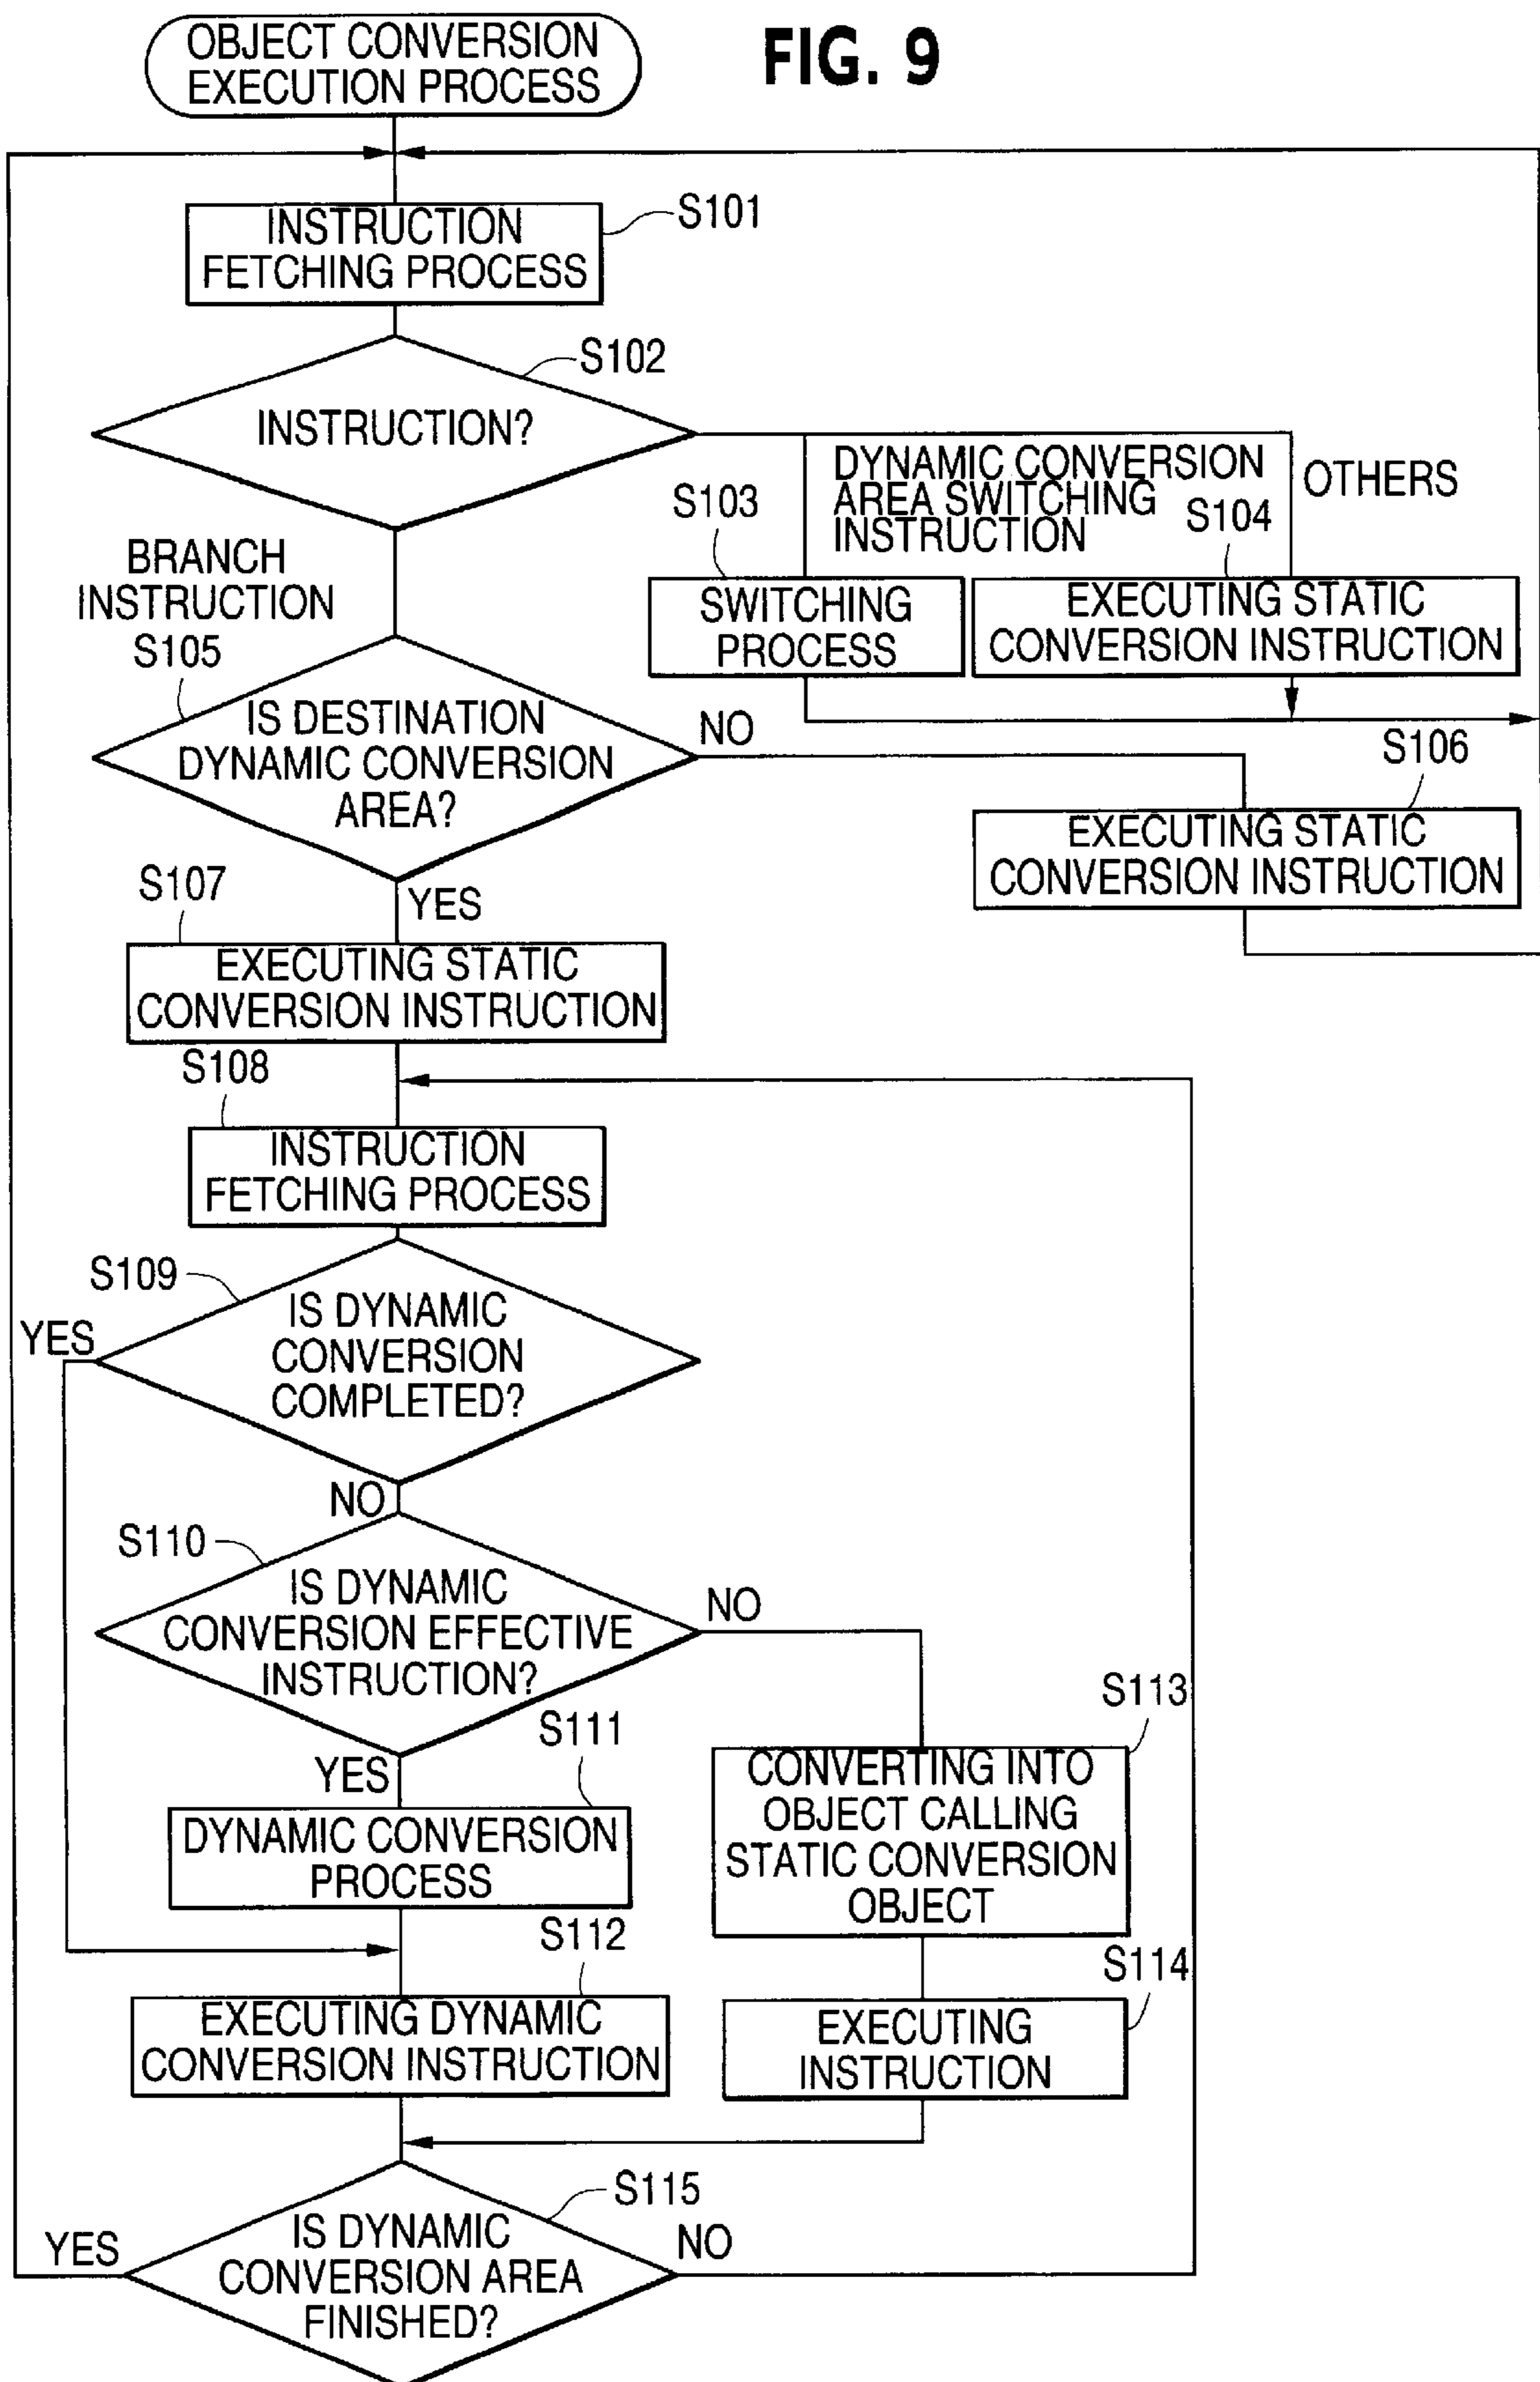 OBJECT CONVERSION
EXECUTION PROCESS
FIG. 9
S101
INSTRUCTION
FETCHING PROCESS
S102
INSTRUCTION?
DYNAMIC CONVERSION
AREA SWITCHING
INSTRUCTION
OTHERS
S103
S104
BRANCH
INSTRUCTION
SWITCHING
PROCESS
EXECUTING STATIC
CONVERSION INSTRUCTION
S105
IS DESTINATION
DYNAMIC CONVERSION
AREA?
NO
S106
EXECUTING STATIC
CONVERSION INSTRUCTION
S107
YES
EXECUTING STATIC
CONVERSION INSTRUCTION
S108
INSTRUCTION
FETCHING PROCESS
S109
YES
IS DYNAMIC
CONVERSION
COMPLETED?
NO
S110
IS DYNAMIC
CONVERSION EFFECTIVE
INSTRUCTION?
NO
S111
YES
S113
DYNAMIC CONVERSION
PROCESS
CONVERTING INTO
OBJECT CALLING
STATIC CONVERSION
OBJECT
S112
S114
EXECUTING DYNAMIC
CONVERSION INSTRUCTION
EXECUTING
INSTRUCTION
S115
YES
IS DYNAMIC
CONVERSION AREA
FINISHED?
NO